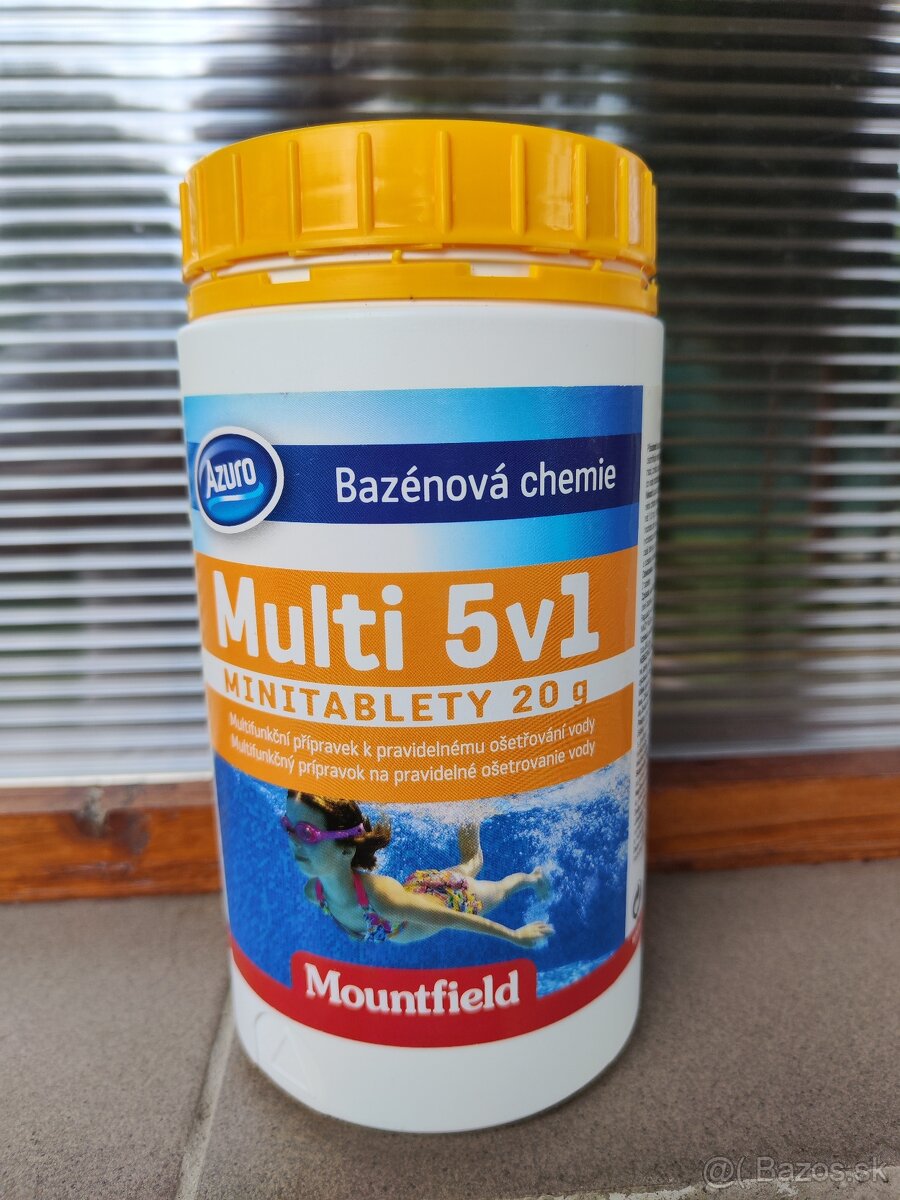 Azuro
Bazénová chemie
Multi 5v1
MINITABLETY 20 g
Multifunkční přípravek k pravidelnému ošetřování vody
Multifunkčný prípravok na pravidelné ošetrovanie vody
Mountfield
@( Bazos.sk